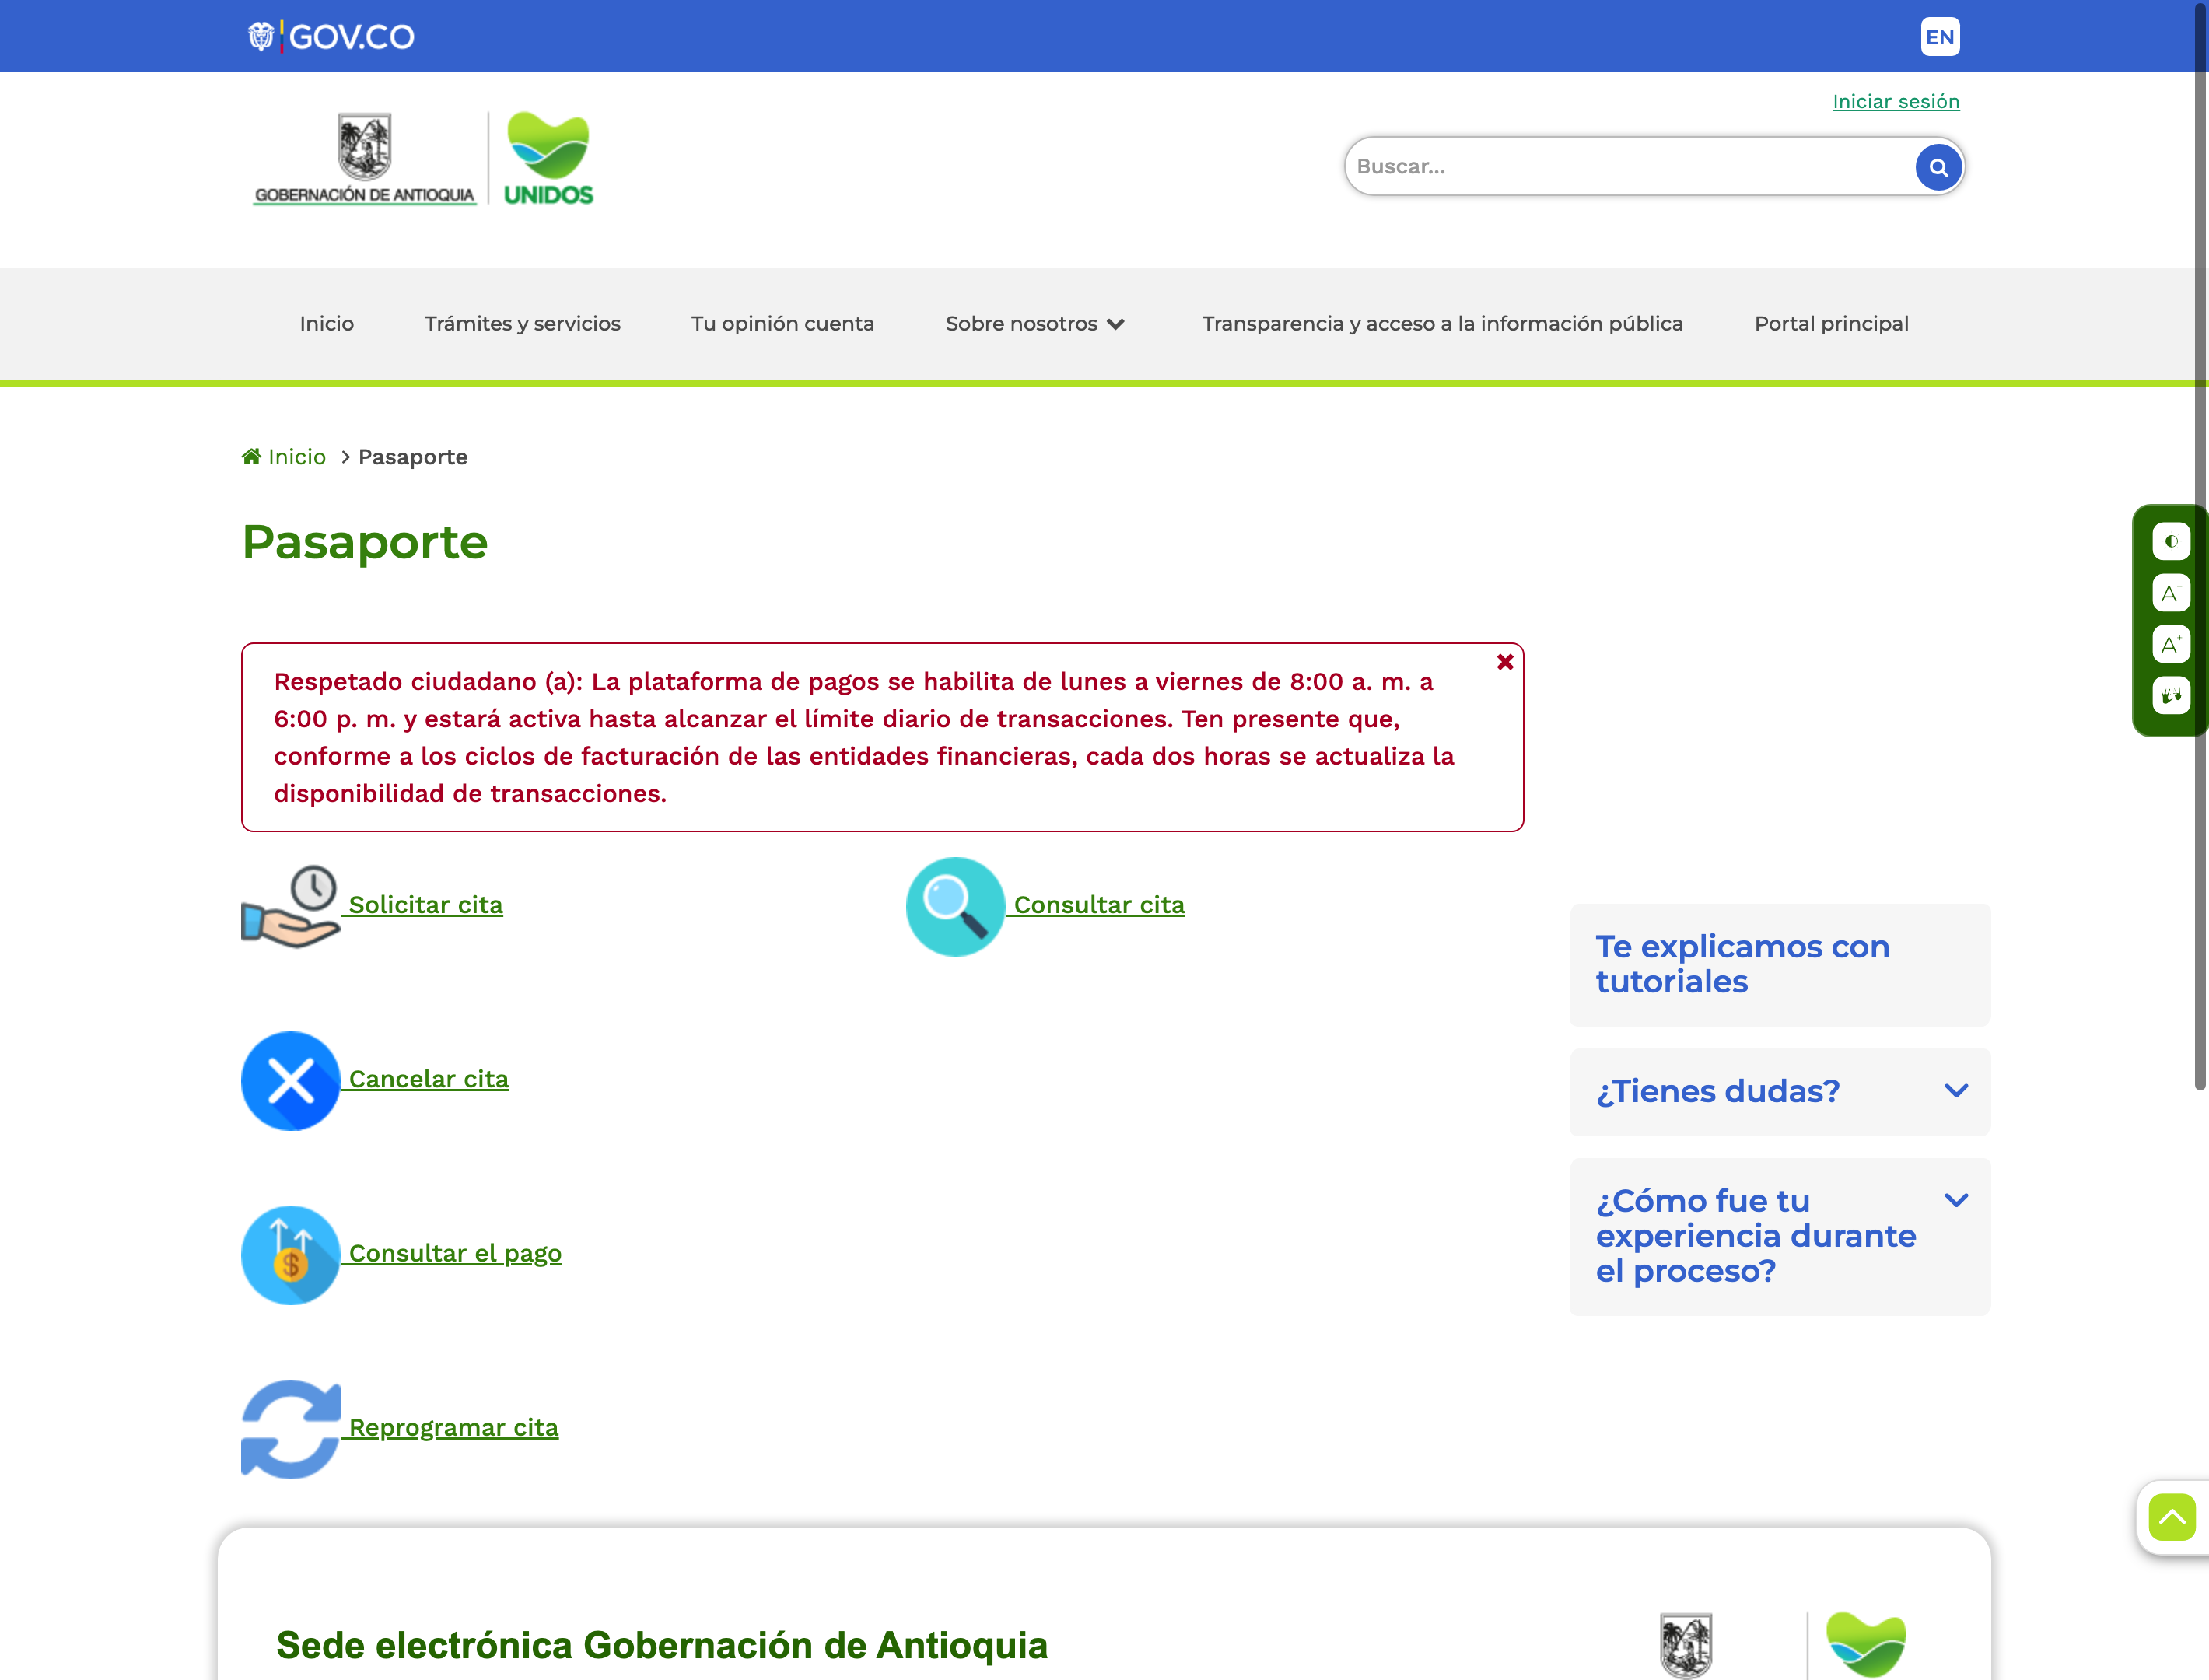 GOV.CO
EN
Iniciar sesión
GOBERNACIÓN DE ANTIOQUIA
UNIDOS
Buscar...
Inicio
Trámites y servicios
Tu opinión cuenta
Sobre nosotros
Transparencia y acceso a la información pública
Portal principal
Inicio > Pasaporte
Pasaporte
Respetado ciudadano (a): La plataforma de pagos se habilita de lunes a viernes de 8:00 a. m. a
6:00 p. m. y estará activa hasta alcanzar el límite diario de transacciones. Ten presente que,
conforme a los ciclos de facturación de las entidades financieras, cada dos horas se actualiza la
disponibilidad de transacciones.
A-
A+
Solicitar cita
Consultar cita
Cancelar cita
Consultar el pago
Reprogramar cita
Te explicamos con
tutoriales
¿Tienes dudas?
¿Cómo fue tu
experiencia durante
el proceso?
Sede electrónica Gobernación de Antioquia